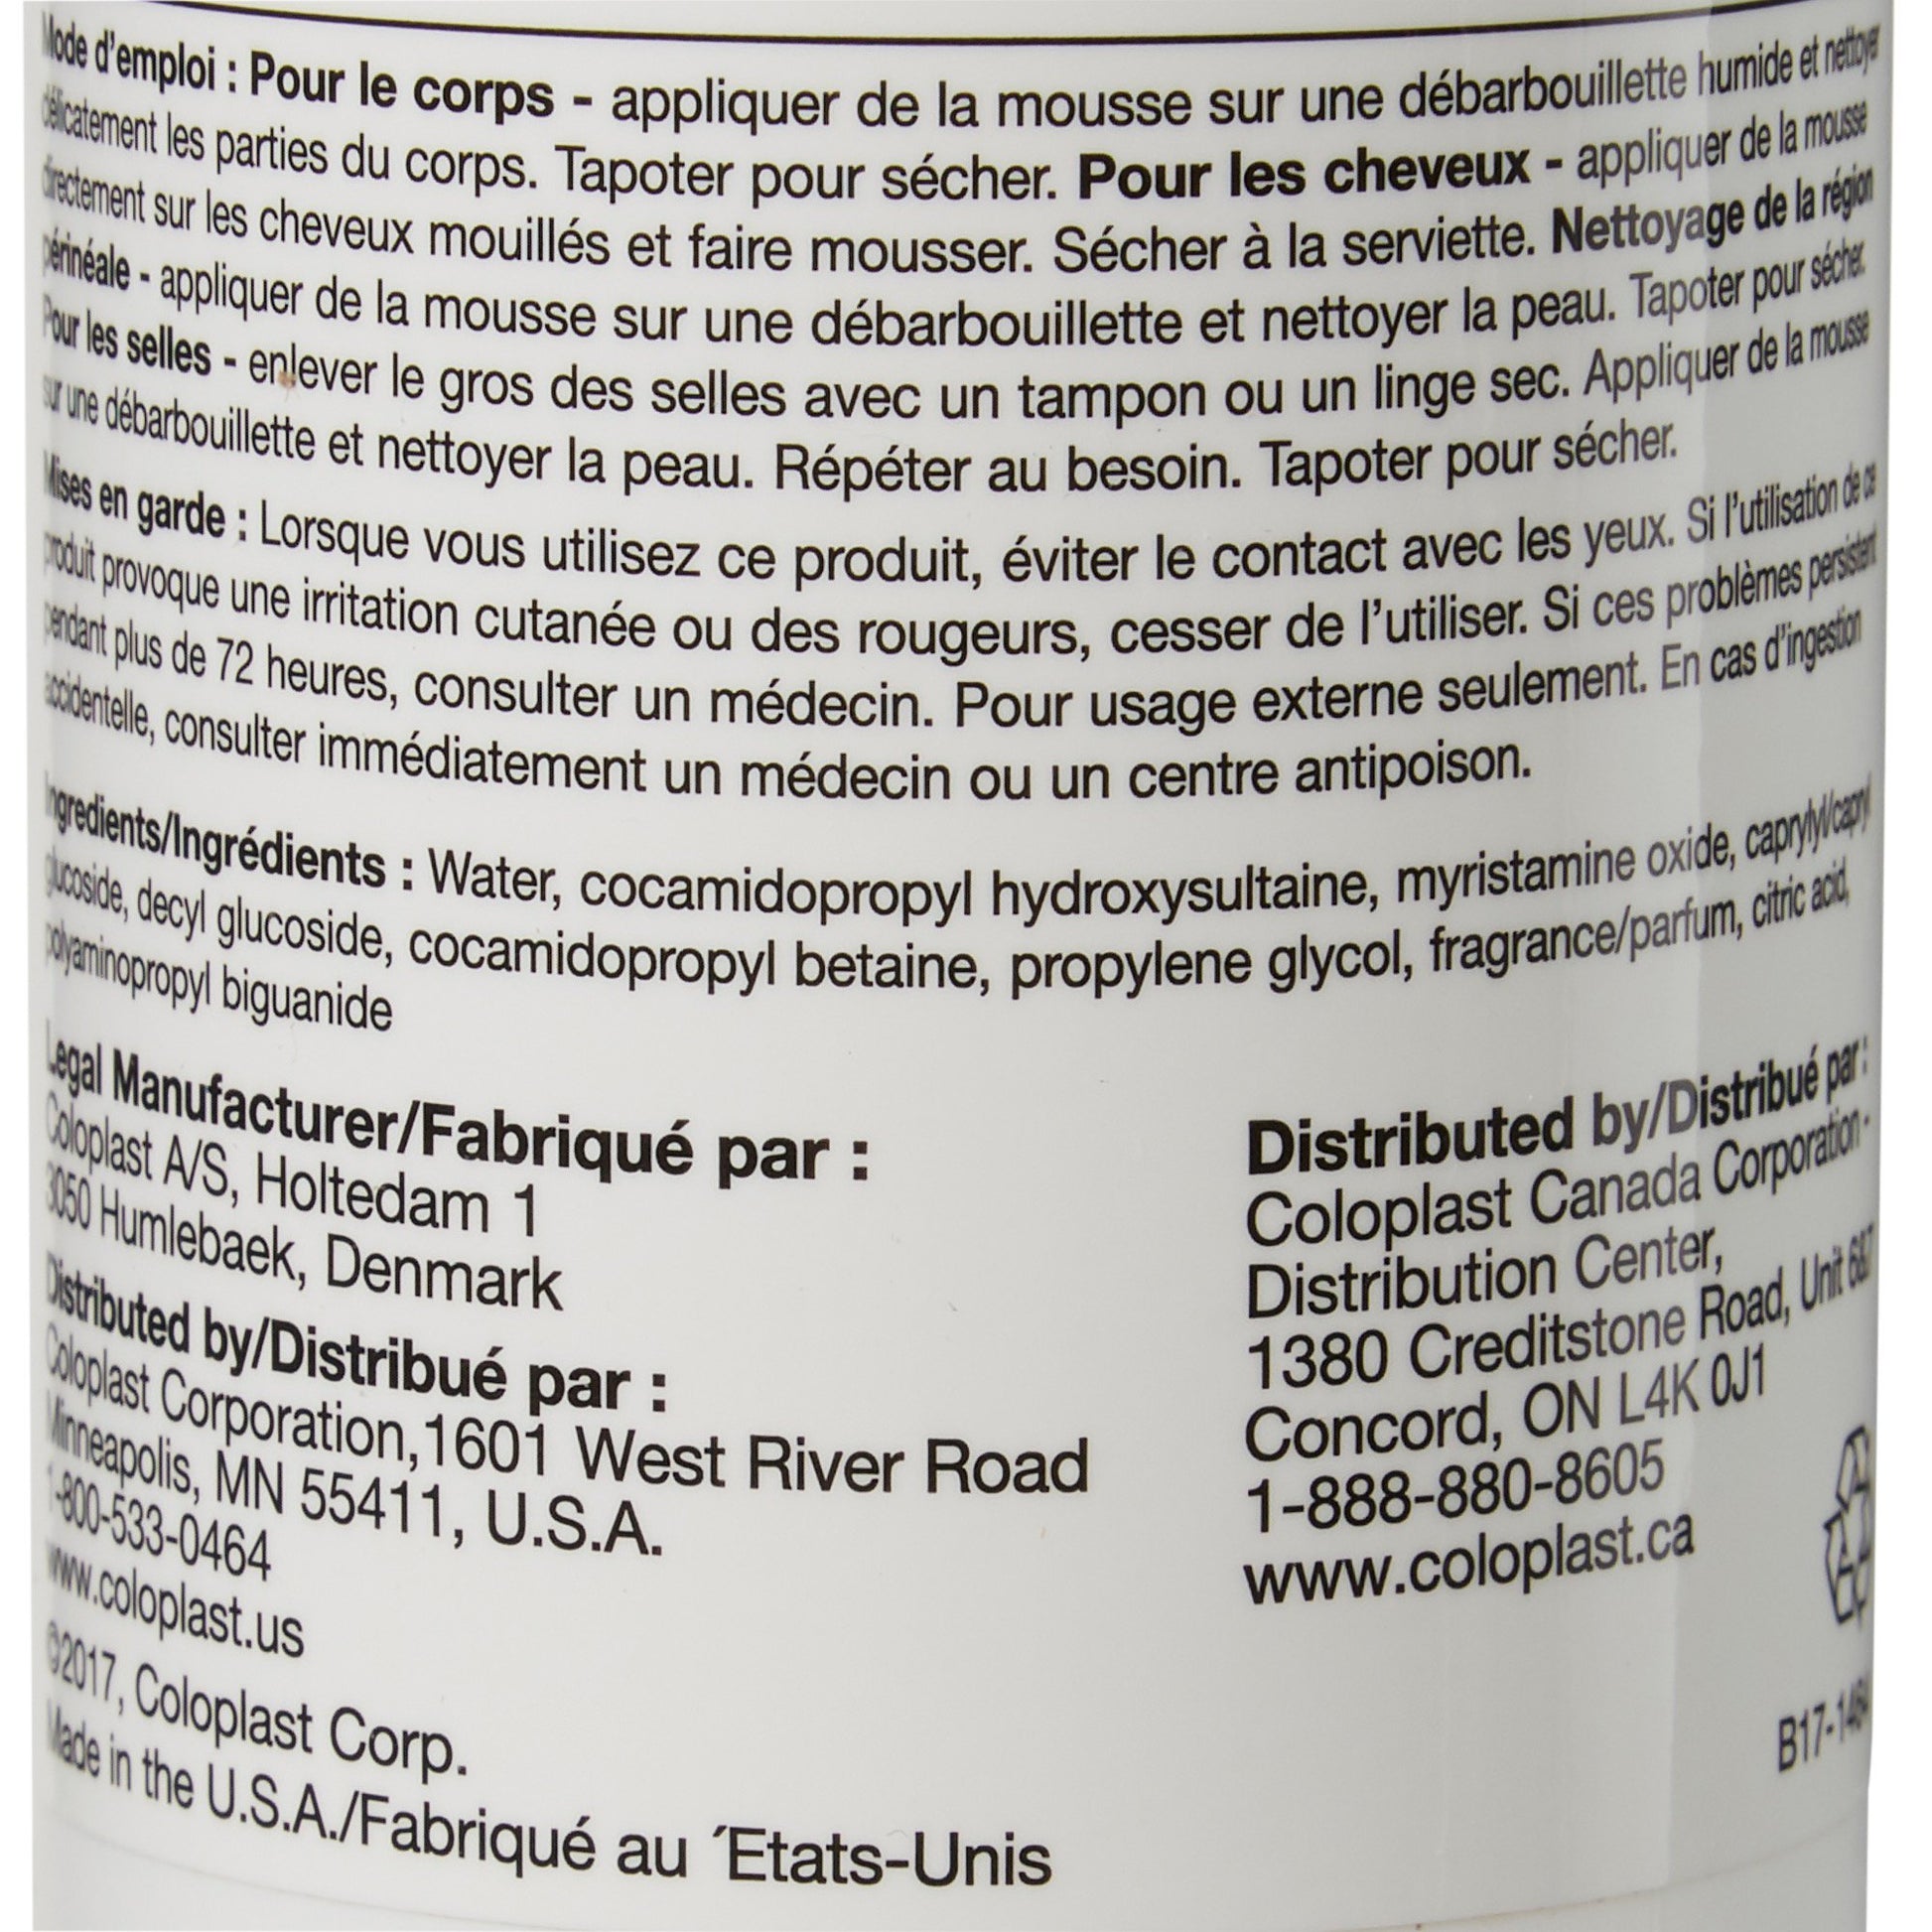 Mode d'emploi : Pour le corps - appliquer de la mousse sur une débarbouillette humide et nettoyer
délicatement les parties du corps. Tapoter pour sécher. Pour les cheveux - appliquer de la mousse
directement sur les cheveux mouillés et faire mousser. Sécher à la serviette. Nettoyage de la région
périnéale - appliquer de la mousse sur une débarbouillette et nettoyer la peau. Tapoter pour sécher.
Pour les selles - enlever le gros des selles avec un tampon ou un linge sec. Appliquer de la mousse
sur une débarbouillette et nettoyer la peau. Répéter au besoin. Tapoter pour sécher.
Mises en garde : Lorsque vous utilisez ce produit, éviter le contact avec les yeux. Si l'utilisation de ce
produit provoque une irritation cutanée ou des rougeurs, cesser de l'utiliser. Si ces problèmes persistent
pendant plus de 72 heures, consulter un médecin. Pour usage externe seulement. En cas d'ingestion
accidentelle, consulter immédiatement un médecin ou un centre antipoison.
Ingredients/Ingrédients : Water, cocamidopropyl hydroxysultaine, myristamine oxide, caprylyl/capryl
glucoside, decyl glucoside, cocamidopropyl betaine, propylene glycol, fragrance/parfum, citric acid,
polyaminopropyl biguanide
Legal Manufacturer/Fabriqué par :
Coloplast A/S, Holtedam 1
3050 Humlebaek, Denmark
Distributed by/Distribué par :
Coloplast Corporation,1601 West River Road
Minneapolis, MN 55411, U.S.A.
1-800-533-0464
www.coloplast.us
©2017, Coloplast Corp.
Made in the U.S.A./Fabriqué au ´Etats-Unis
Distributed by/Distribué par :
Coloplast Canada Corporation -
Distribution Center,
1380 Creditstone Road, Unit 6&7
Concord, ON L4K 0J1
1-888-880-8605
www.coloplast.ca